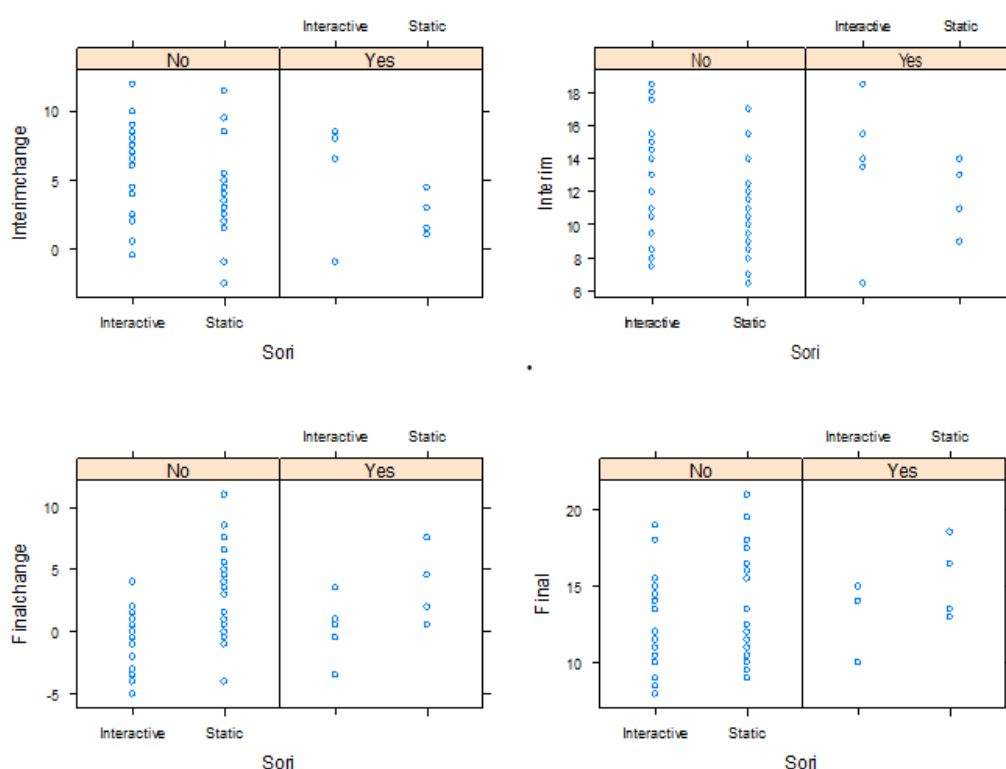 Interactive Static
No Yes
Interimchange
10
5
0
Interactive Static
Sori
Interactive Static
No Yes
Interim
18
16
14
12
10
8
6
Interactive Static
Sori
Interactive Static
No Yes
Finalchange
10
5
0
-5
Interactive Static
Sori
Interactive Static
No Yes
Final
20
15
10
Interactive Static
Sori